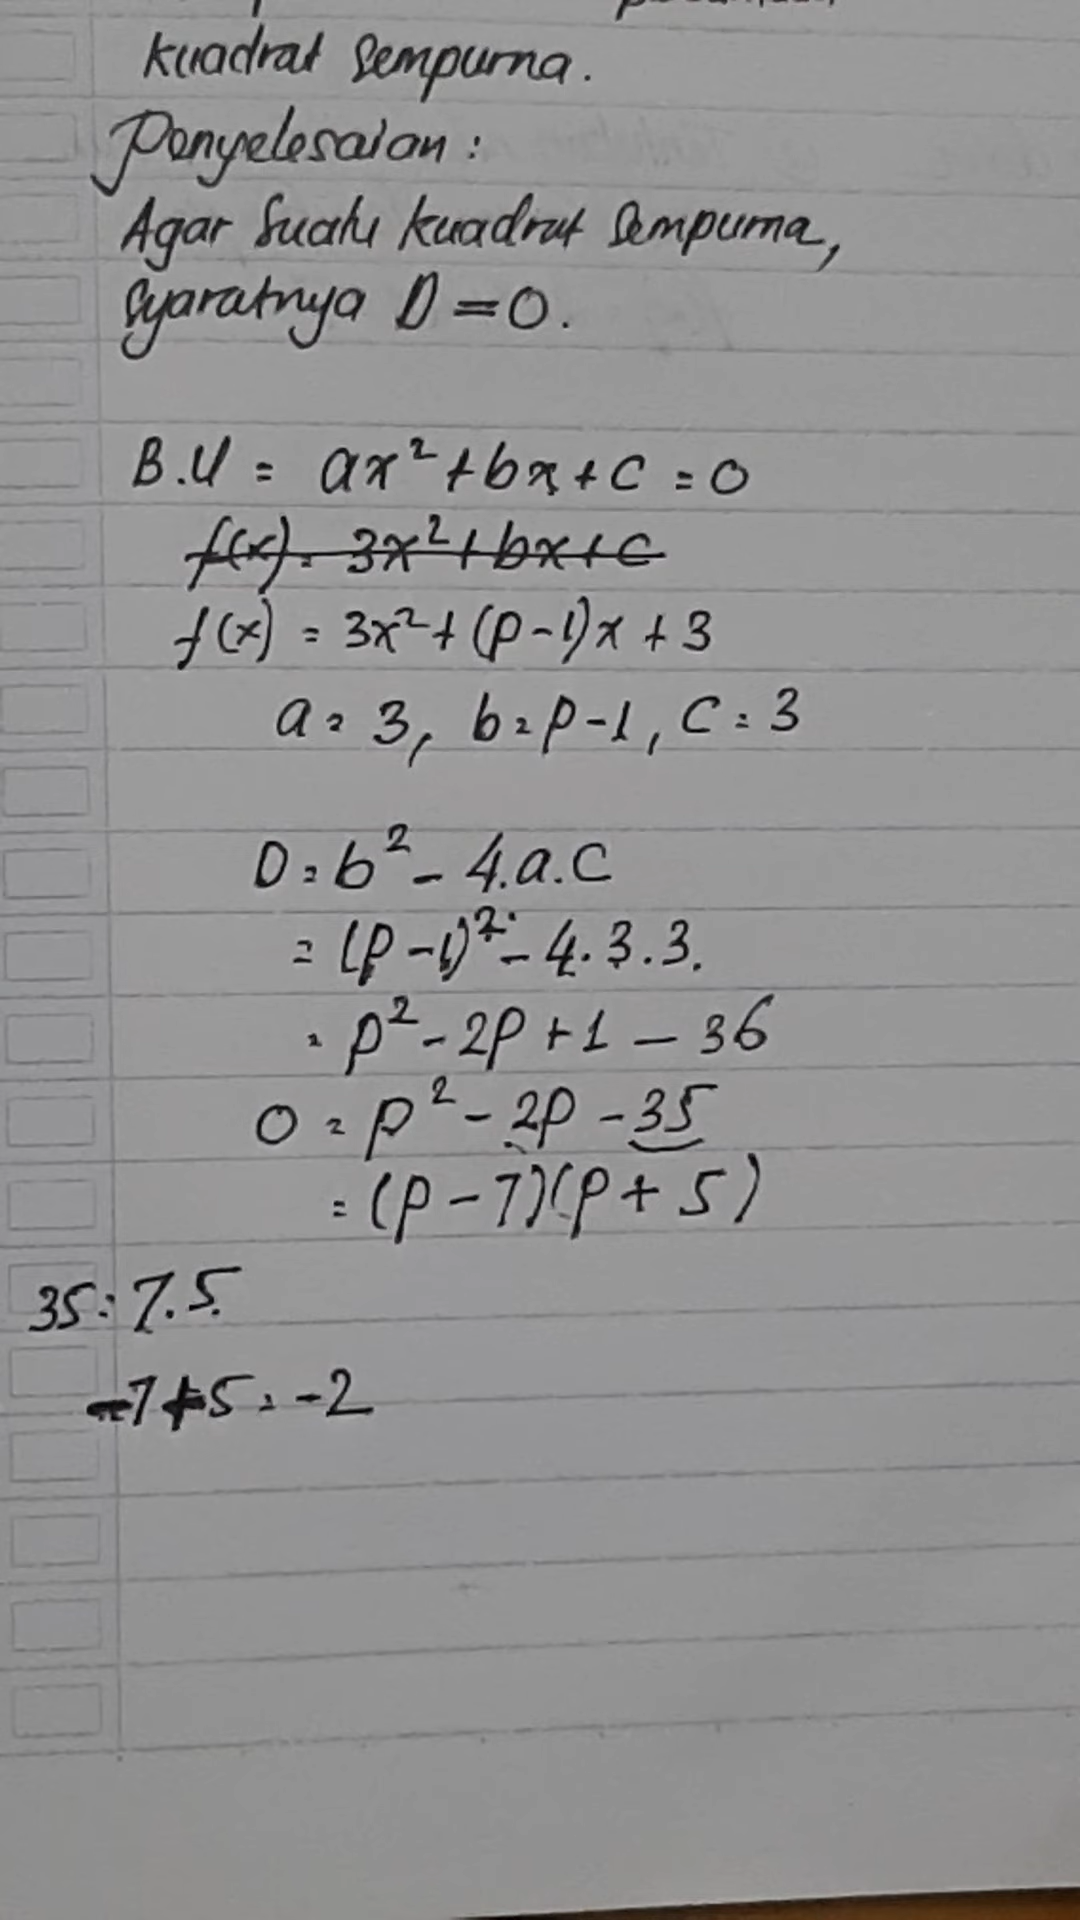 kuadrat sempurna.
Penyelesaian :
Agar suatu kuadrat sempurna,
syaratnya D = 0.
B.U = ax² + bx + c = 0
f(x) = 3x² + bx + c
f(x) = 3x² + (p - 1)x + 3
a = 3, b = p - 1, c = 3
D = b² - 4.a.c
= (p - 1)² - 4.3.3.
= p² - 2p + 1 - 36
0 = p² - 2p - 35
= (p - 7)(p + 5)
35 = 7.5.
-7 + 5 = -2